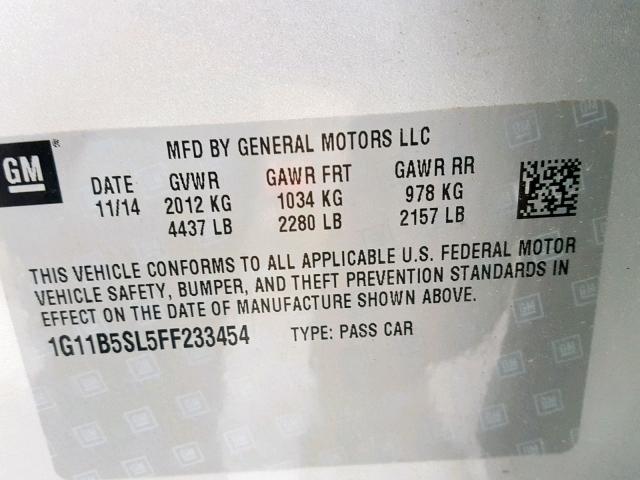 GM
®
MFD BY GENERAL MOTORS LLC
DATE GVWR GAWR FRT GAWR RR
11/14 2012 KG 1034 KG 978 KG
4437 LB 2280 LB 2157 LB
THIS VEHICLE CONFORMS TO ALL APPLICABLE U.S. FEDERAL MOTOR
VEHICLE SAFETY, BUMPER, AND THEFT PREVENTION STANDARDS IN
EFFECT ON THE DATE OF MANUFACTURE SHOWN ABOVE.
1G11B5SL5FF233454 TYPE: PASS CAR